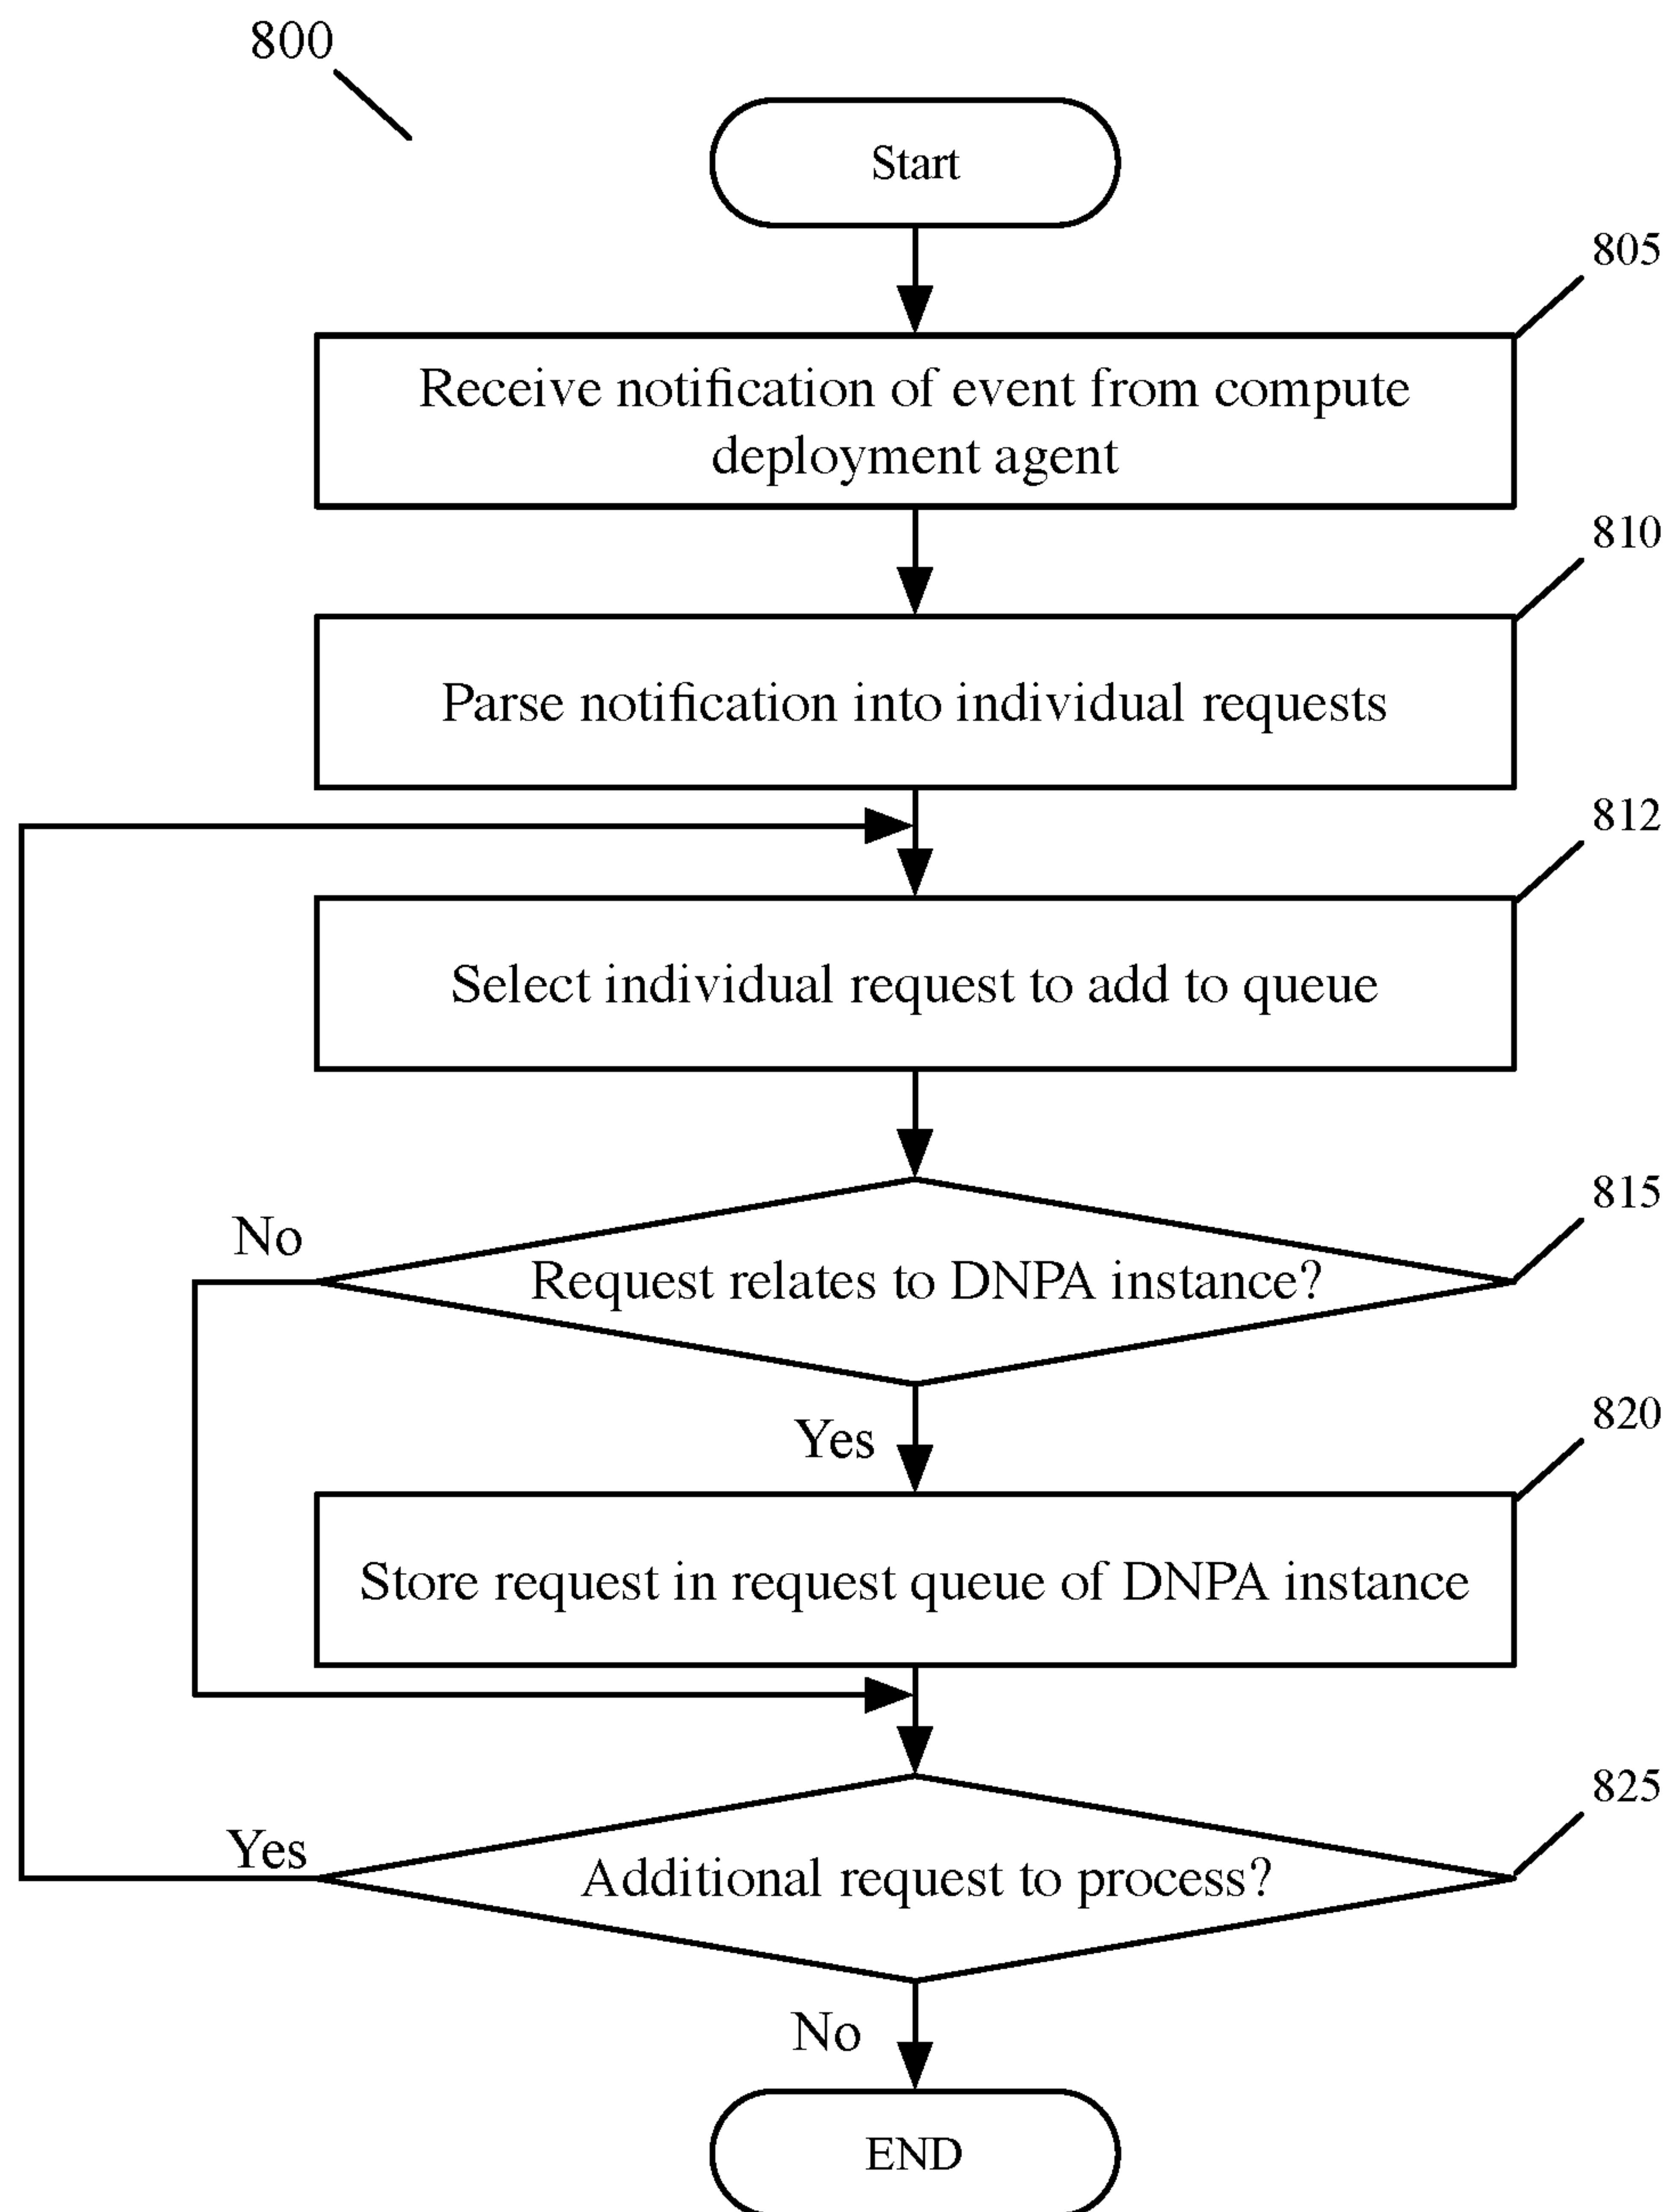 800
Start
805
Receive notification of event from compute
deployment agent
810
Parse notification into individual requests
812
Select individual request to add to queue
815
No
Request relates to DNPA instance?
Yes
820
Store request in request queue of DNPA instance
825
Yes
Additional request to process?
No
END